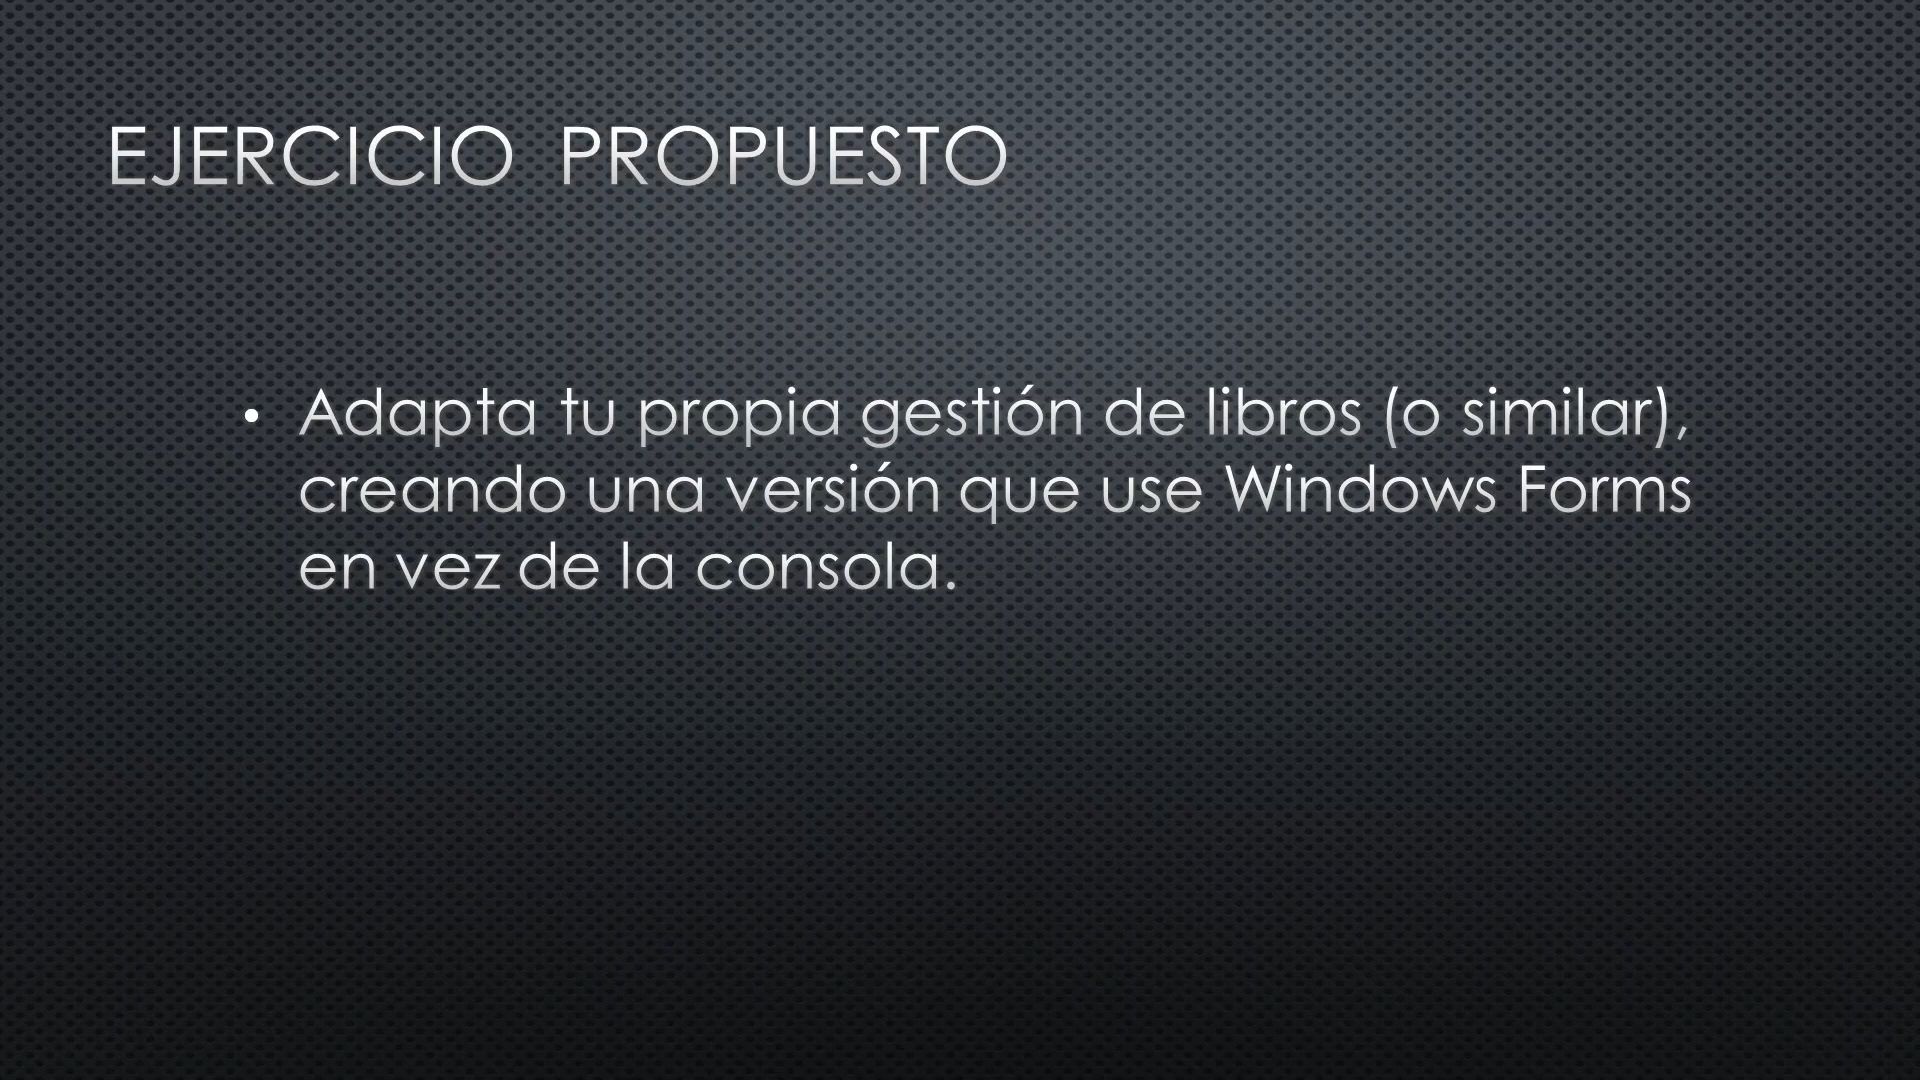 EJERCICIO PROPUESTO
• Adapta tu propia gestión de libros (o similar),
creando una versión que use Windows Forms
en vez de la consola.